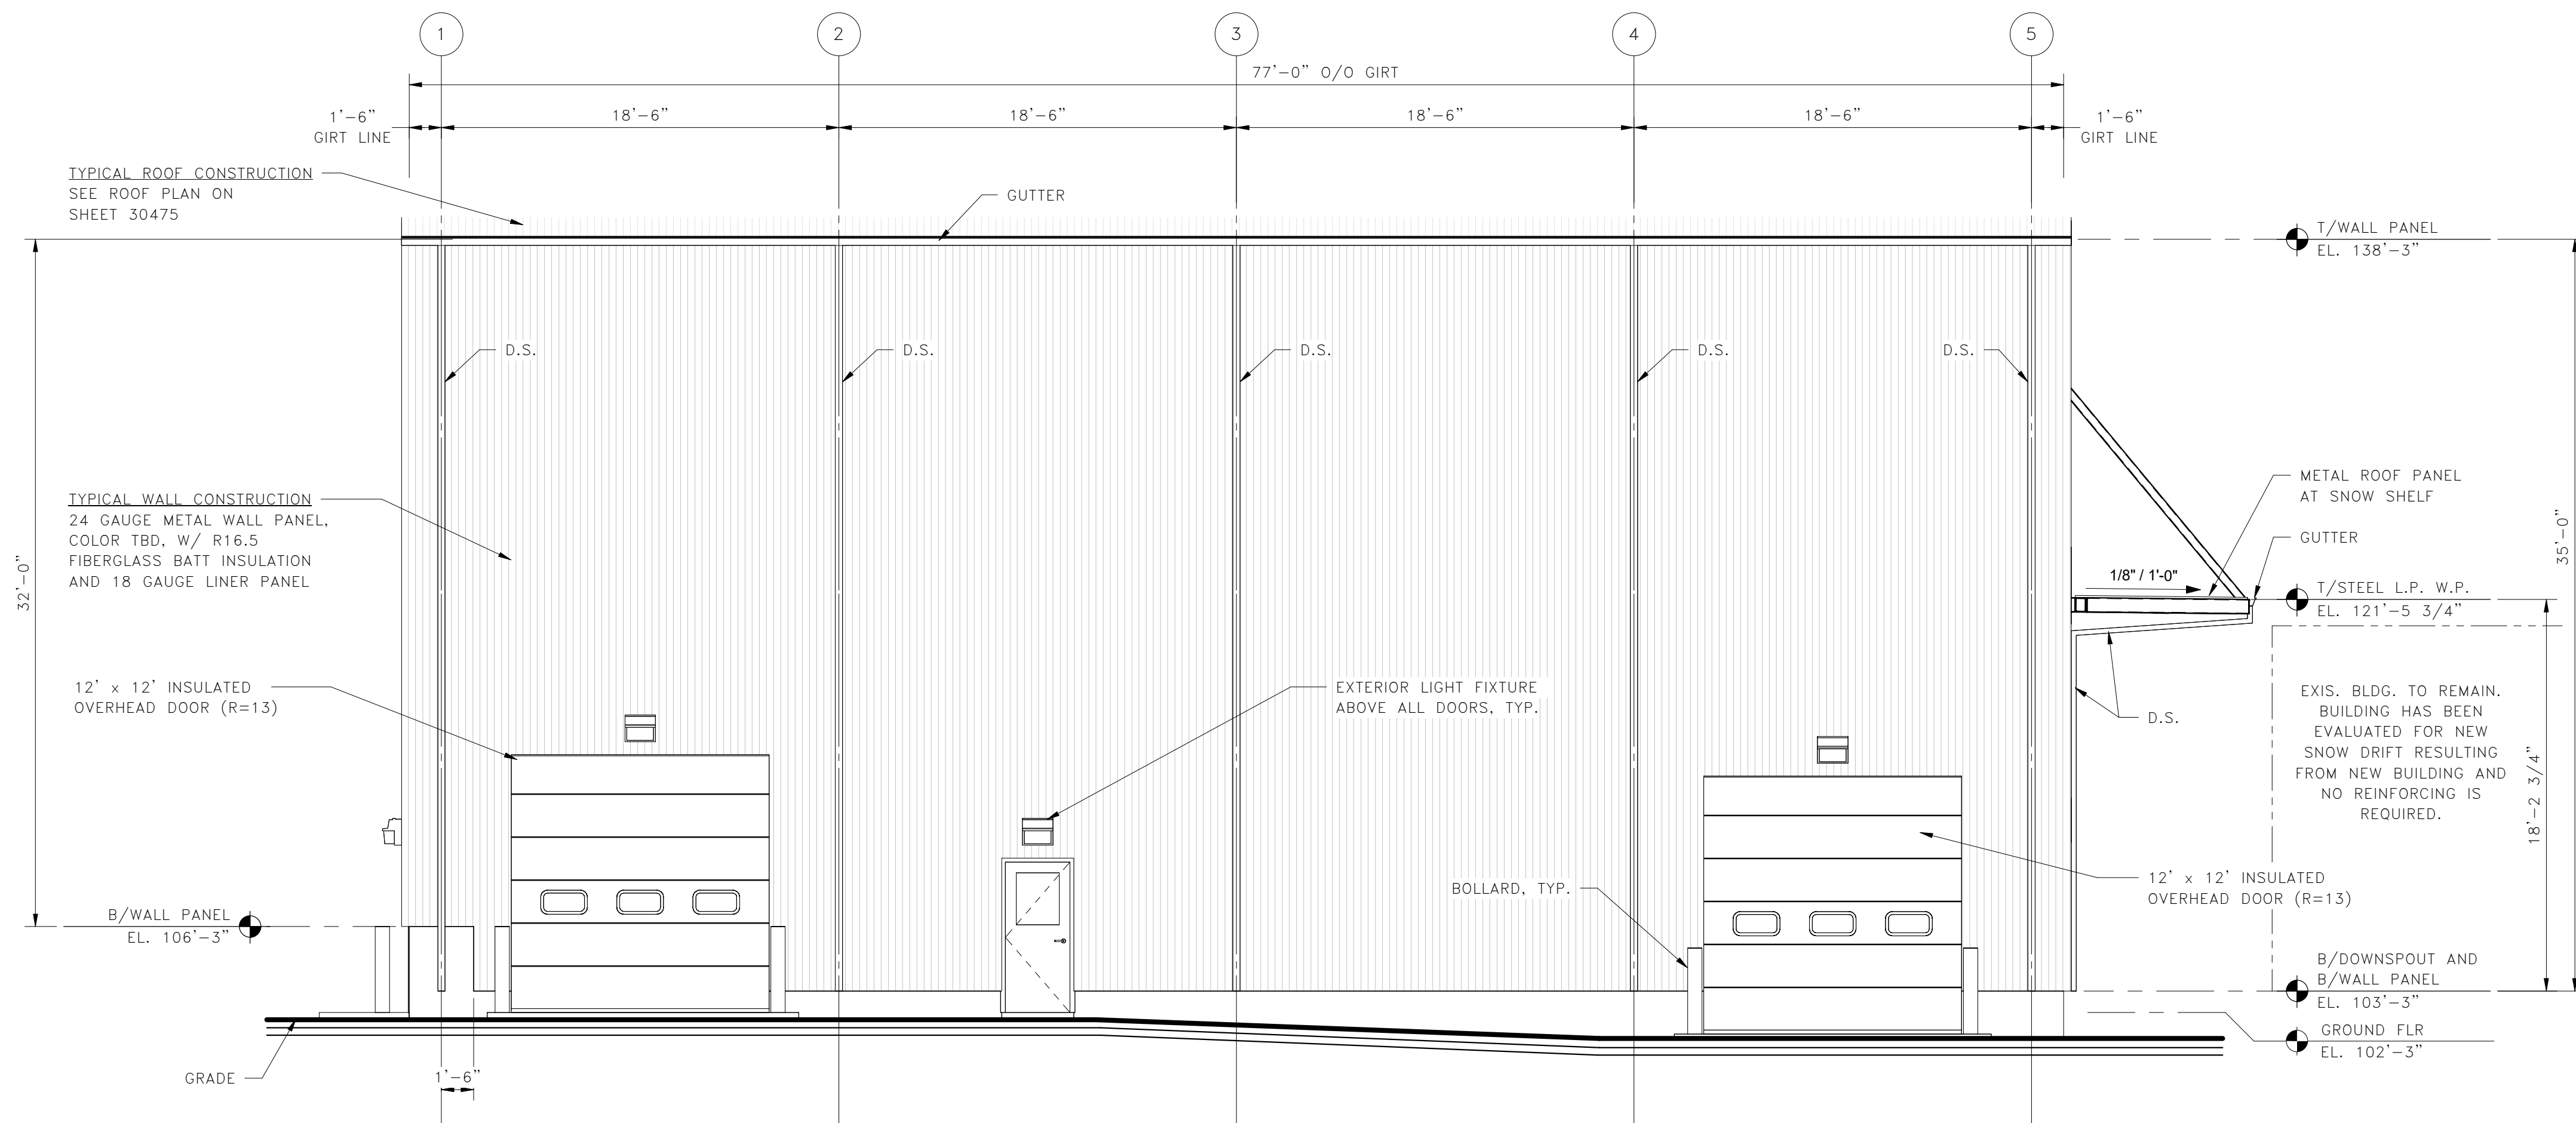 1
2
3
4
5
77'-0" O/O GIRT
1'-6"
GIRT LINE
18'-6"
18'-6"
18'-6"
18'-6"
1'-6"
GIRT LINE
TYPICAL ROOF CONSTRUCTION
SEE ROOF PLAN ON
SHEET 30475
GUTTER
T/WALL PANEL
EL. 138'-3"
D.S.
D.S.
D.S.
D.S.
D.S.
TYPICAL WALL CONSTRUCTION
24 GAUGE METAL WALL PANEL,
COLOR TBD, W/ R16.5
FIBERGLASS BATT INSULATION
AND 18 GAUGE LINER PANEL
METAL ROOF PANEL
AT SNOW SHELF
GUTTER
35'-0"
32'-0"
1/8" / 1'-0"
T/STEEL L.P. W.P.
EL. 121'-5 3/4"
12' x 12' INSULATED
OVERHEAD DOOR (R=13)
EXTERIOR LIGHT FIXTURE
ABOVE ALL DOORS, TYP.
D.S.
EXIS. BLDG. TO REMAIN.
BUILDING HAS BEEN
EVALUATED FOR NEW
SNOW DRIFT RESULTING
FROM NEW BUILDING AND
NO REINFORCING IS
REQUIRED.
18'-2 3/4"
BOLLARD, TYP.
12' x 12' INSULATED
OVERHEAD DOOR (R=13)
B/WALL PANEL
EL. 106'-3"
B/DOWNSPOUT AND
B/WALL PANEL
EL. 103'-3"
GROUND FLR
EL. 102'-3"
GRADE
1'-6"